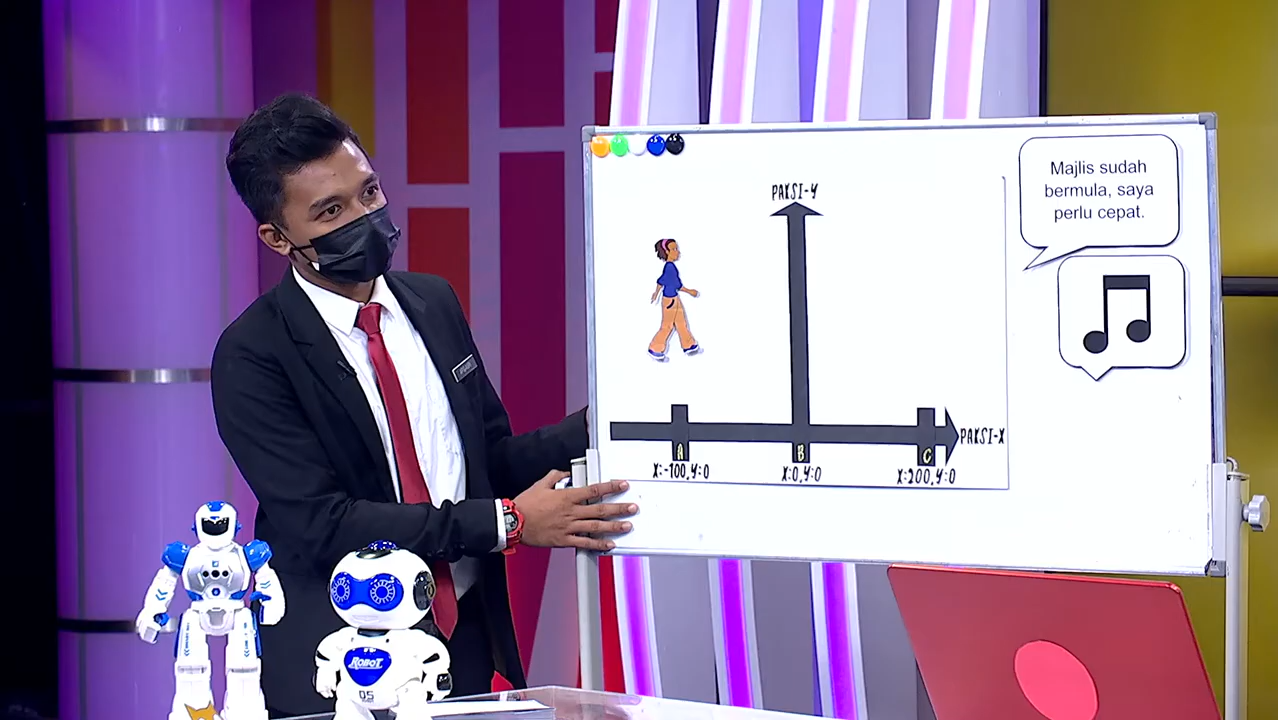 PAKSI-Y
Majlis sudah
bermula, saya
perlu cepat.
PAKSI-X
A
B
C
X:-100,Y:0
X:0,Y:0
X:200,Y:0
ROBOT
05